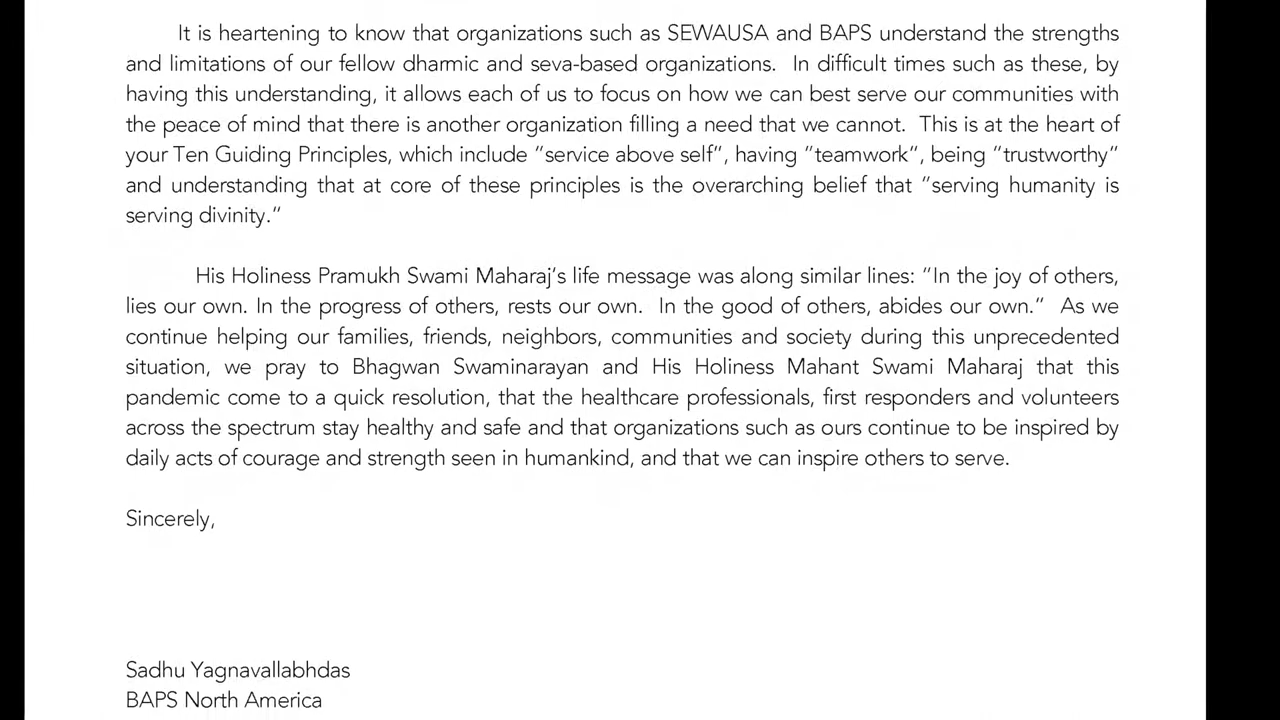 It is heartening to know that organizations such as SEWAUSA and BAPS understand the strengths
and limitations of our fellow dharmic and seva-based organizations.  In difficult times such as these, by
having this understanding, it allows each of us to focus on how we can best serve our communities with
the peace of mind that there is another organization filling a need that we cannot.  This is at the heart of
your Ten Guiding Principles, which include “service above self”, having “teamwork”, being “trustworthy”
and understanding that at core of these principles is the overarching belief that “serving humanity is
serving divinity.”
His Holiness Pramukh Swami Maharaj’s life message was along similar lines: “In the joy of others,
lies our own. In the progress of others, rests our own.  In the good of others, abides our own.”  As we
continue helping our families, friends, neighbors, communities and society during this unprecedented
situation, we pray to Bhagwan Swaminarayan and His Holiness Mahant Swami Maharaj that this
pandemic come to a quick resolution, that the healthcare professionals, first responders and volunteers
across the spectrum stay healthy and safe and that organizations such as ours continue to be inspired by
daily acts of courage and strength seen in humankind, and that we can inspire others to serve.
Sincerely,
Sadhu Yagnavallabhdas
BAPS North America